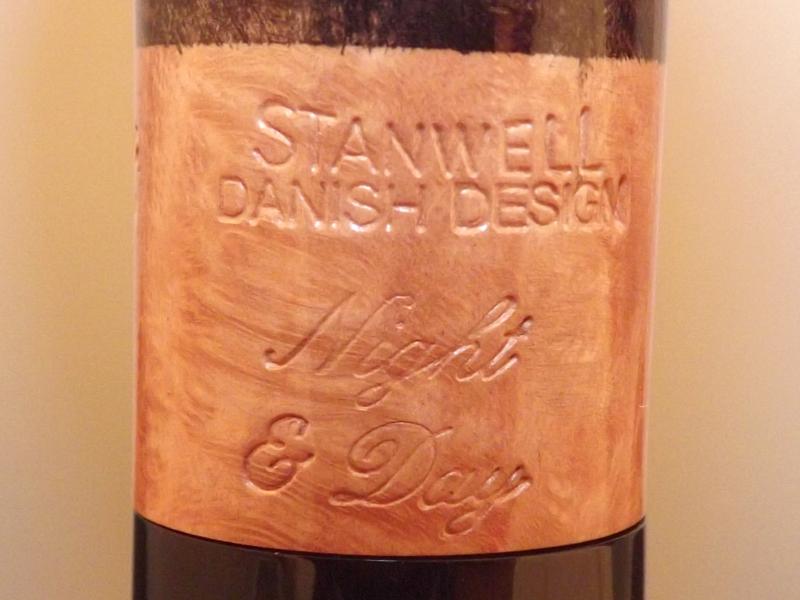 STANWELL
DANISH DESIGN
Night
& Day